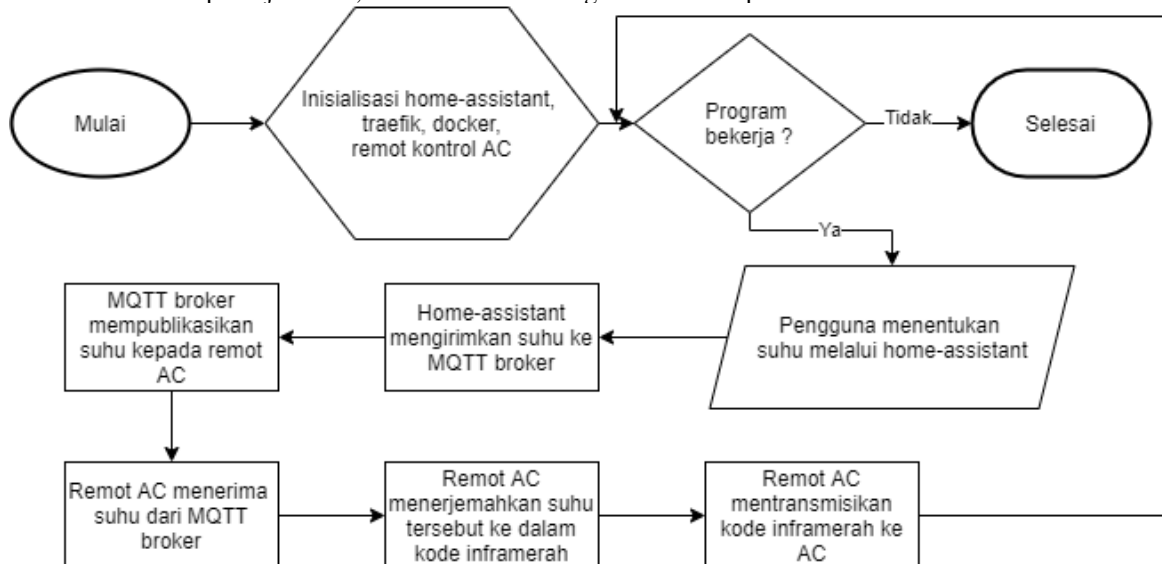 Mulai
Inisialisasi home-assistant,
traefik, docker,
remot kontrol AC
Program
bekerja ?
Tidak
Selesai
Ya
Pengguna menentukan
suhu melalui home-assistant
Home-assistant
mengirimkan suhu ke
MQTT broker
MQTT broker
mempublikasikan
suhu kepada remot
AC
Remot AC menerima
suhu dari MQTT
broker
Remot AC
menerjemahkan suhu
tersebut ke dalam
kode inframerah
Remot AC
mentransmisikan
kode inframerah ke
AC